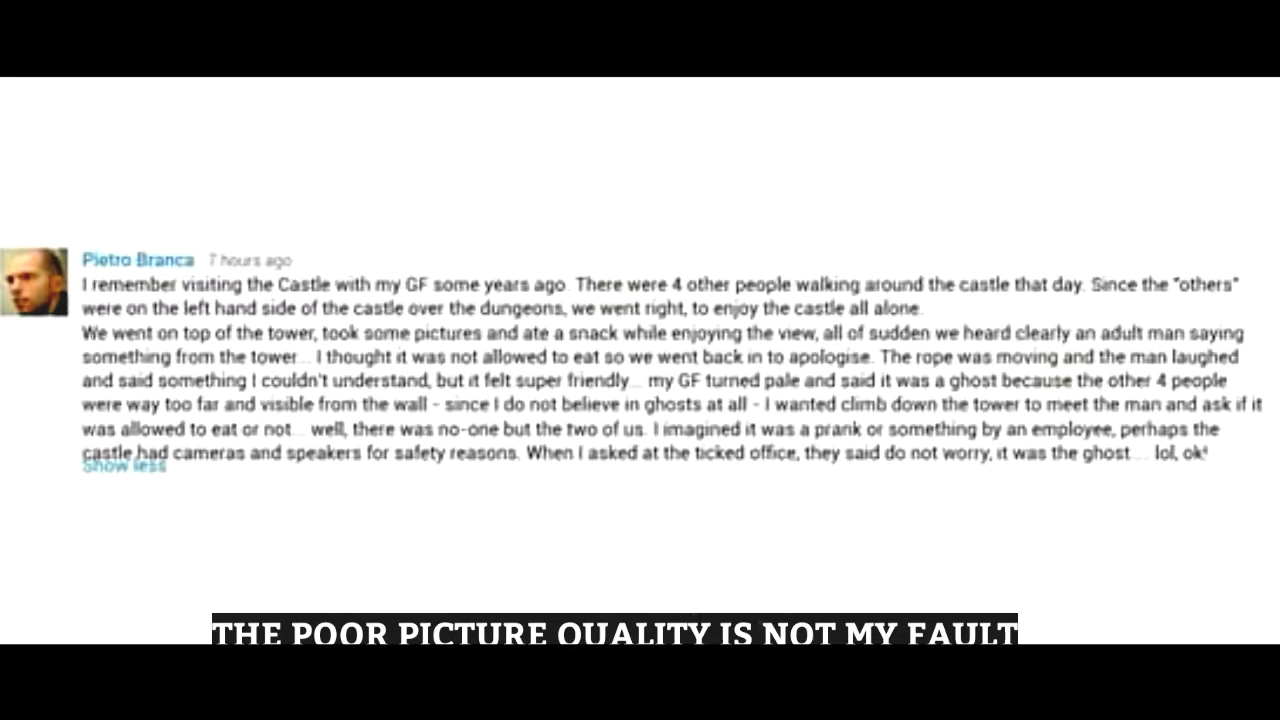 Pietro Branca 7 hours ago
I remember visiting the Castle with my GF some years ago. There were 4 other people walking around the castle that day. Since the "others"
were on the left hand side of the castle over the dungeons, we went right, to enjoy the castle all alone.
We went on top of the tower, took some pictures and ate a snack while enjoying the view, all of sudden we heard clearly an adult man saying
something from the tower... I thought it was not allowed to eat so we went back in to apologise. The rope was moving and the man laughed
and said something I couldn't understand, but it felt super friendly... my GF turned pale and said it was a ghost because the other 4 people
were way too far and visible from the wall - since I do not believe in ghosts at all - I wanted climb down the tower to meet the man and ask if it
was allowed to eat or not... well, there was no-one but the two of us. I imagined it was a prank or something by an employee, perhaps the
castle had cameras and speakers for safety reasons. When I asked at the ticked office, they said do not worry, it was the ghost.... lol, ok!
Show less
THE POOR PICTURE QUALITY IS NOT MY FAULT